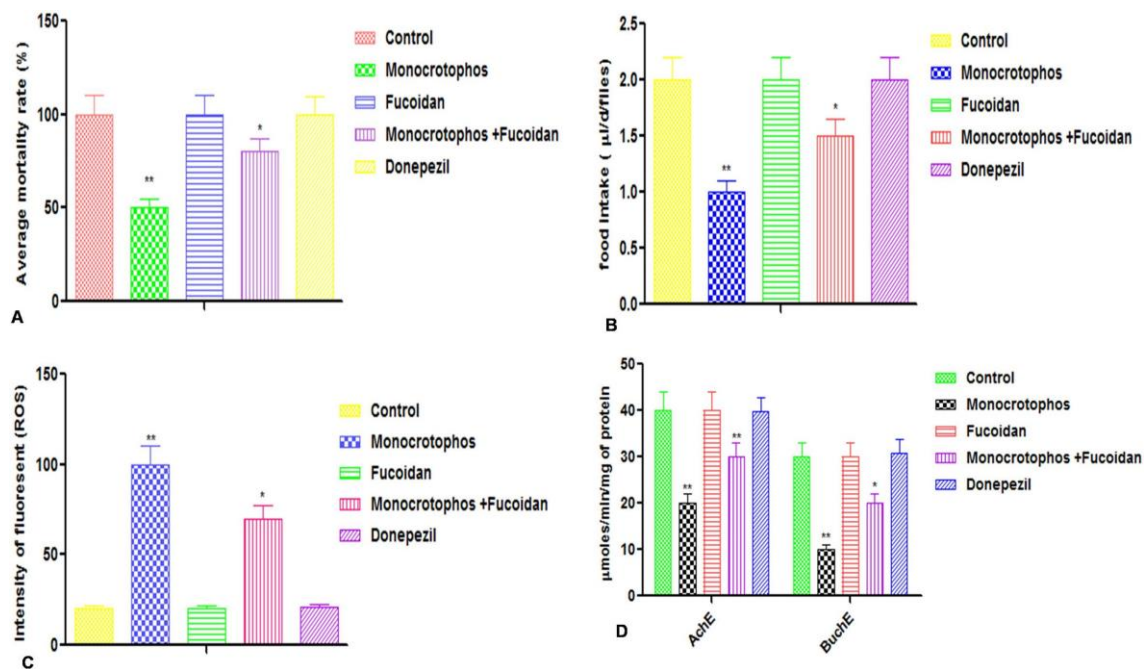 150
100
50
0
Average mortality rate (%)
**
*
Control
Monocrotophos
Fucoidan
Monocrotophos +Fucoidan
Donepezil
A
2.5
2.0
1.5
1.0
0.5
0.0
food Intake ( µl/d/flies)
**
*
Control
Monocrotophos
Fucoidan
Monocrotophos +Fucoidan
Donepezil
B
150
100
50
0
Intensity of fluorescent (ROS)
**
*
Control
Monocrotophos
Fucoidan
Monocrotophos +Fucoidan
Donepezil
C
50
40
30
20
10
0
µmoles/min/mg of protein
**
**
**
*
AchE
BuchE
Control
Monocrotophos
Fucoidan
Monocrotophos +Fucoidan
Donepezil
D